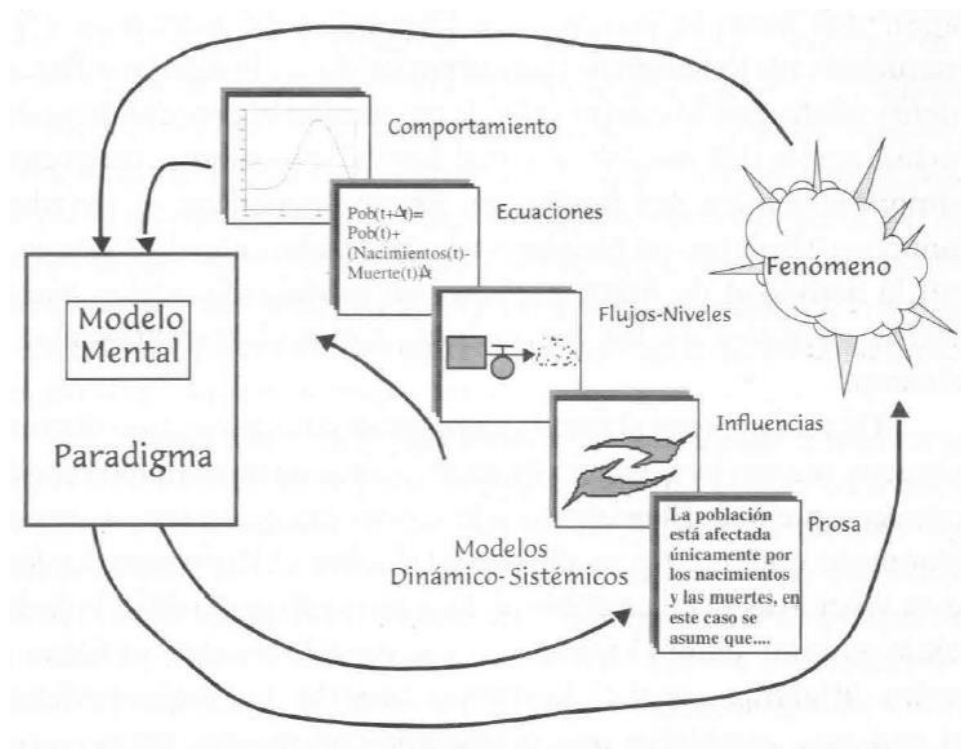 Comportamiento
Pob(t+Δt)=
Pob(t)+
(Nacimientos(t)-
Muerte(t))Δt
Ecuaciones
Fenómeno
Modelo
Mental
Flujos-Niveles
Paradigma
Influencias
Modelos
Dinámico-Sistémicos
Prosa
La población
está afectada
únicamente por
los nacimientos
y las muertes, en
este caso se
asume que....